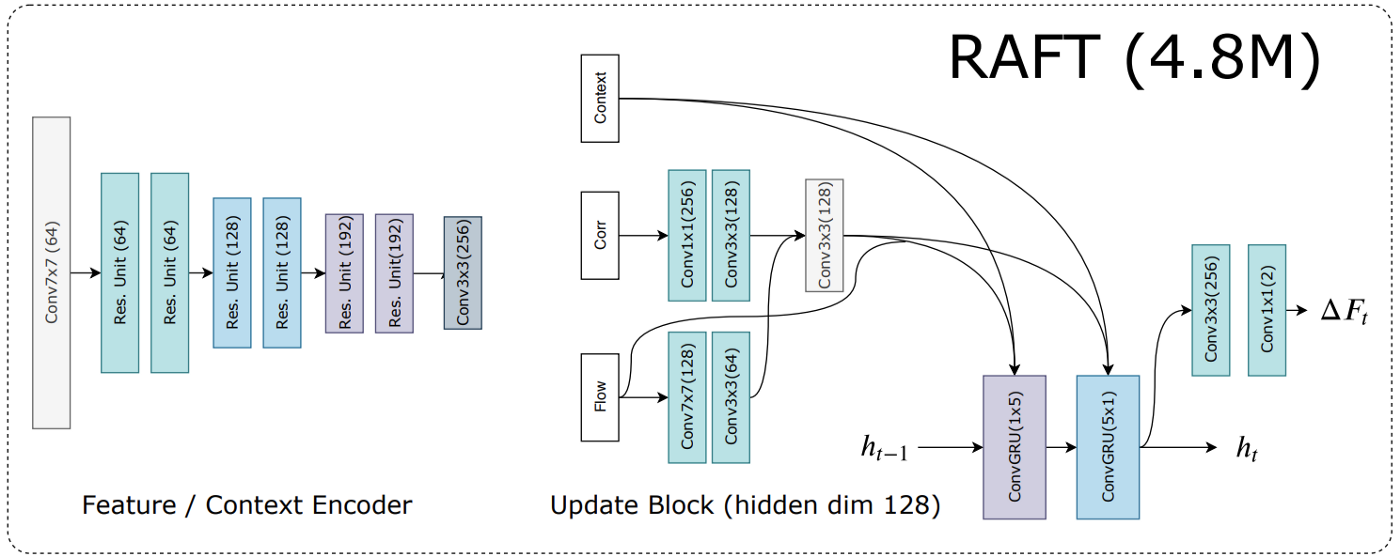 RAFT (4.8M)
Conv7x7 (64)
Res. Unit (64)
Res. Unit (64)
Res. Unit (128)
Res. Unit (128)
Res. Unit (192)
Res. Unit(192)
Conv3x3(256)
Feature / Context Encoder
Context
Corr
Conv1x1(256)
Conv3x3(128)
Conv3x3(128)
Flow
Conv7x7(128)
Conv3x3(64)
h_{t−1}
ConvGRU(1x5)
ConvGRU(5x1)
h_t
Conv3x3(256)
Conv1x1(2)
ΔF_t
Update Block (hidden dim 128)